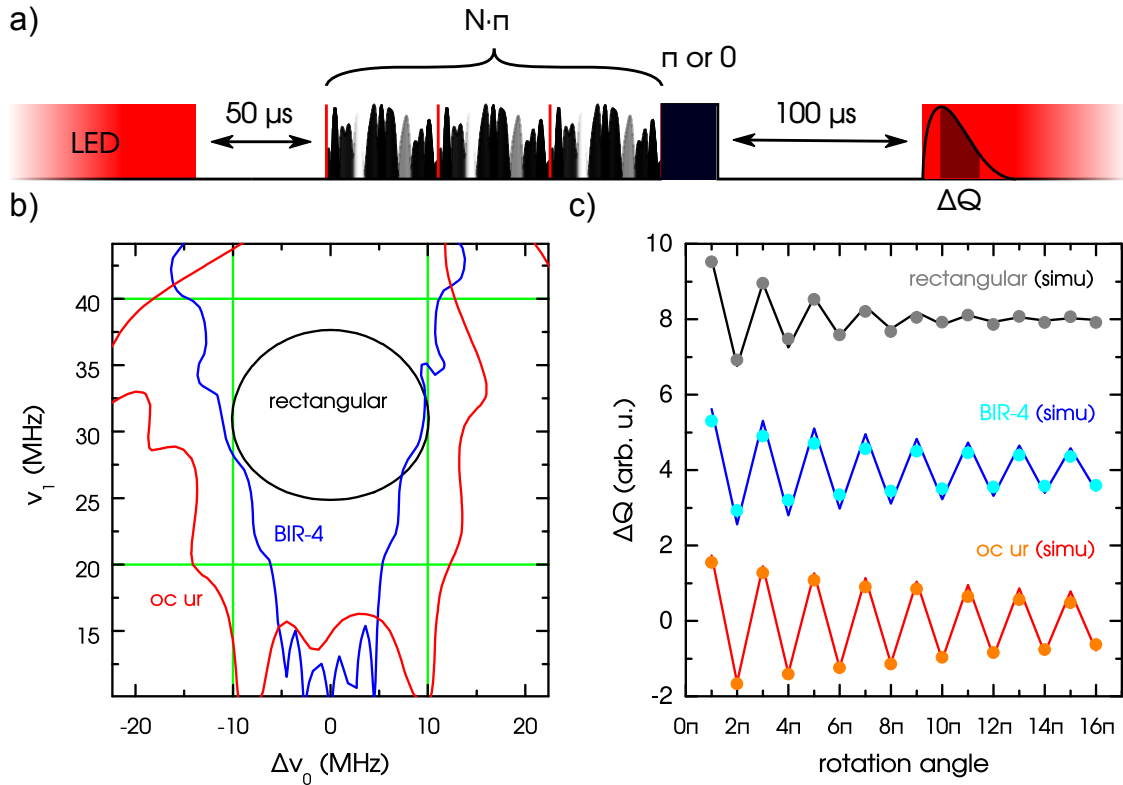 a)
N·π
π or 0
50 µs
100 µs
LED
ΔQ
b)
c)
40
35
30
25
20
15
ν₁ (MHz)
rectangular
BIR-4
oc ur
-20 -10 0 10 20
Δν₀ (MHz)
10
8
6
4
2
0
-2
ΔQ (arb. u.)
rectangular (simu)
BIR-4 (simu)
oc ur (simu)
0π 2π 4π 6π 8π 10π 12π 14π 16π
rotation angle